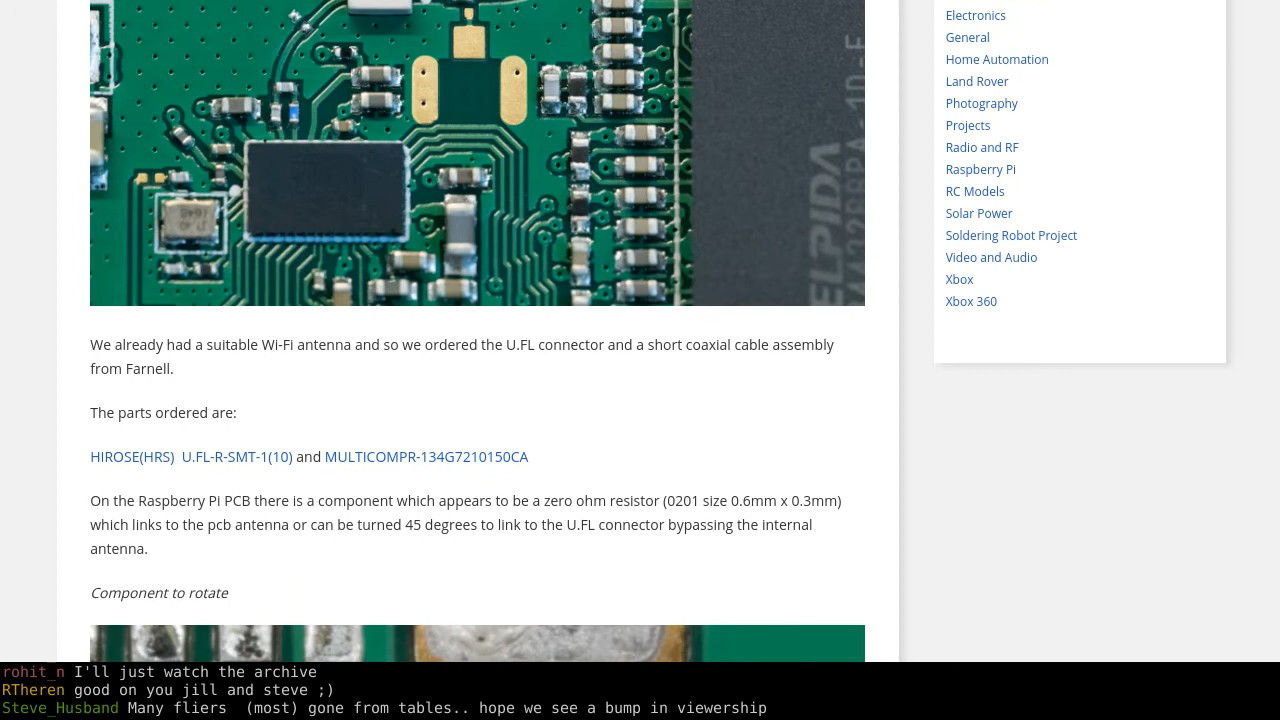 Electronics
General
Home Automation
Land Rover
Photography
Projects
Radio and RF
Raspberry Pi
RC Models
Solar Power
Soldering Robot Project
Video and Audio
Xbox
Xbox 360
ELPIDA
We already had a suitable Wi-Fi antenna and so we ordered the U.FL connector and a short coaxial cable assembly
from Farnell.
The parts ordered are:
HIROSE(HRS)  U.FL-R-SMT-1(10) and MULTICOMPR-134G7210150CA
On the Raspberry Pi PCB there is a component which appears to be a zero ohm resistor (0201 size 0.6mm x 0.3mm)
which links to the pcb antenna or can be turned 45 degrees to link to the U.FL connector bypassing the internal
antenna.
Component to rotate
rohit_n I'll just watch the archive
RTheren good on you jill and steve ;)
Steve_Husband Many fliers  (most) gone from tables.. hope we see a bump in viewership